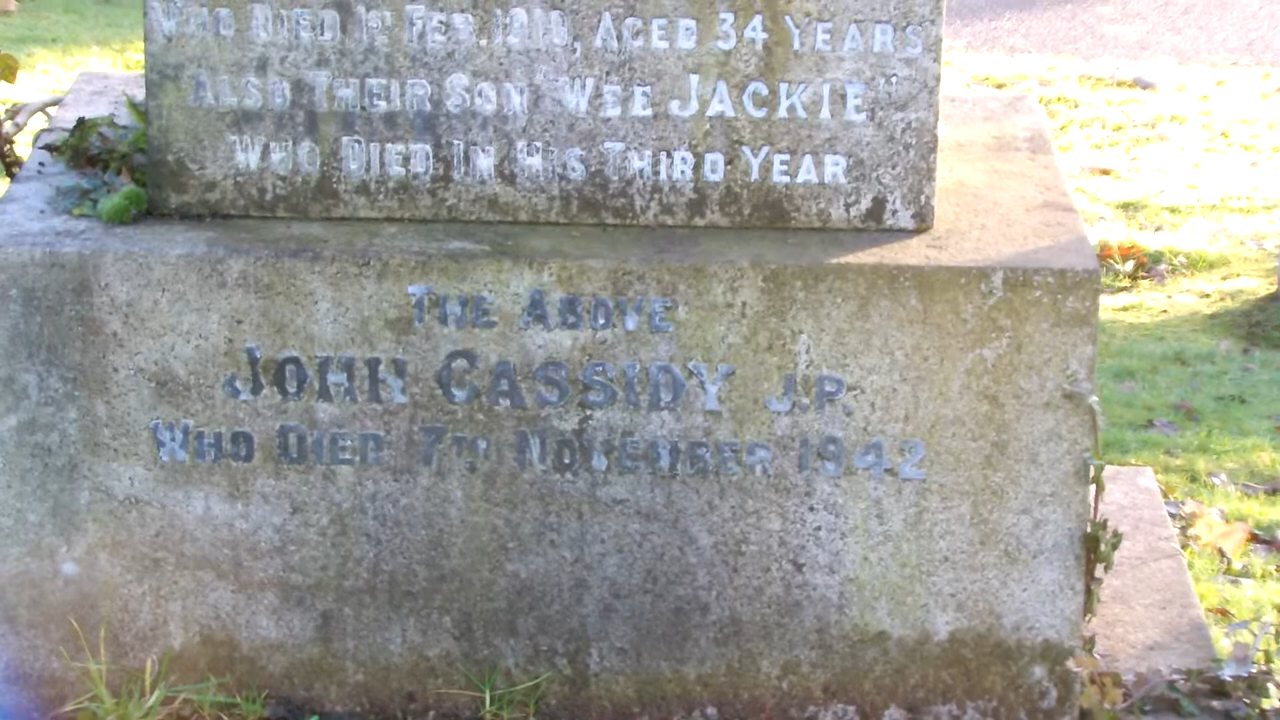 Who Died 1st Feb. 1910, Aged 34 Years
Also Their Son "Wee Jackie"
Who Died In His Third Year
The Above
John Cassidy J.P.
Who Died 7th November 1942